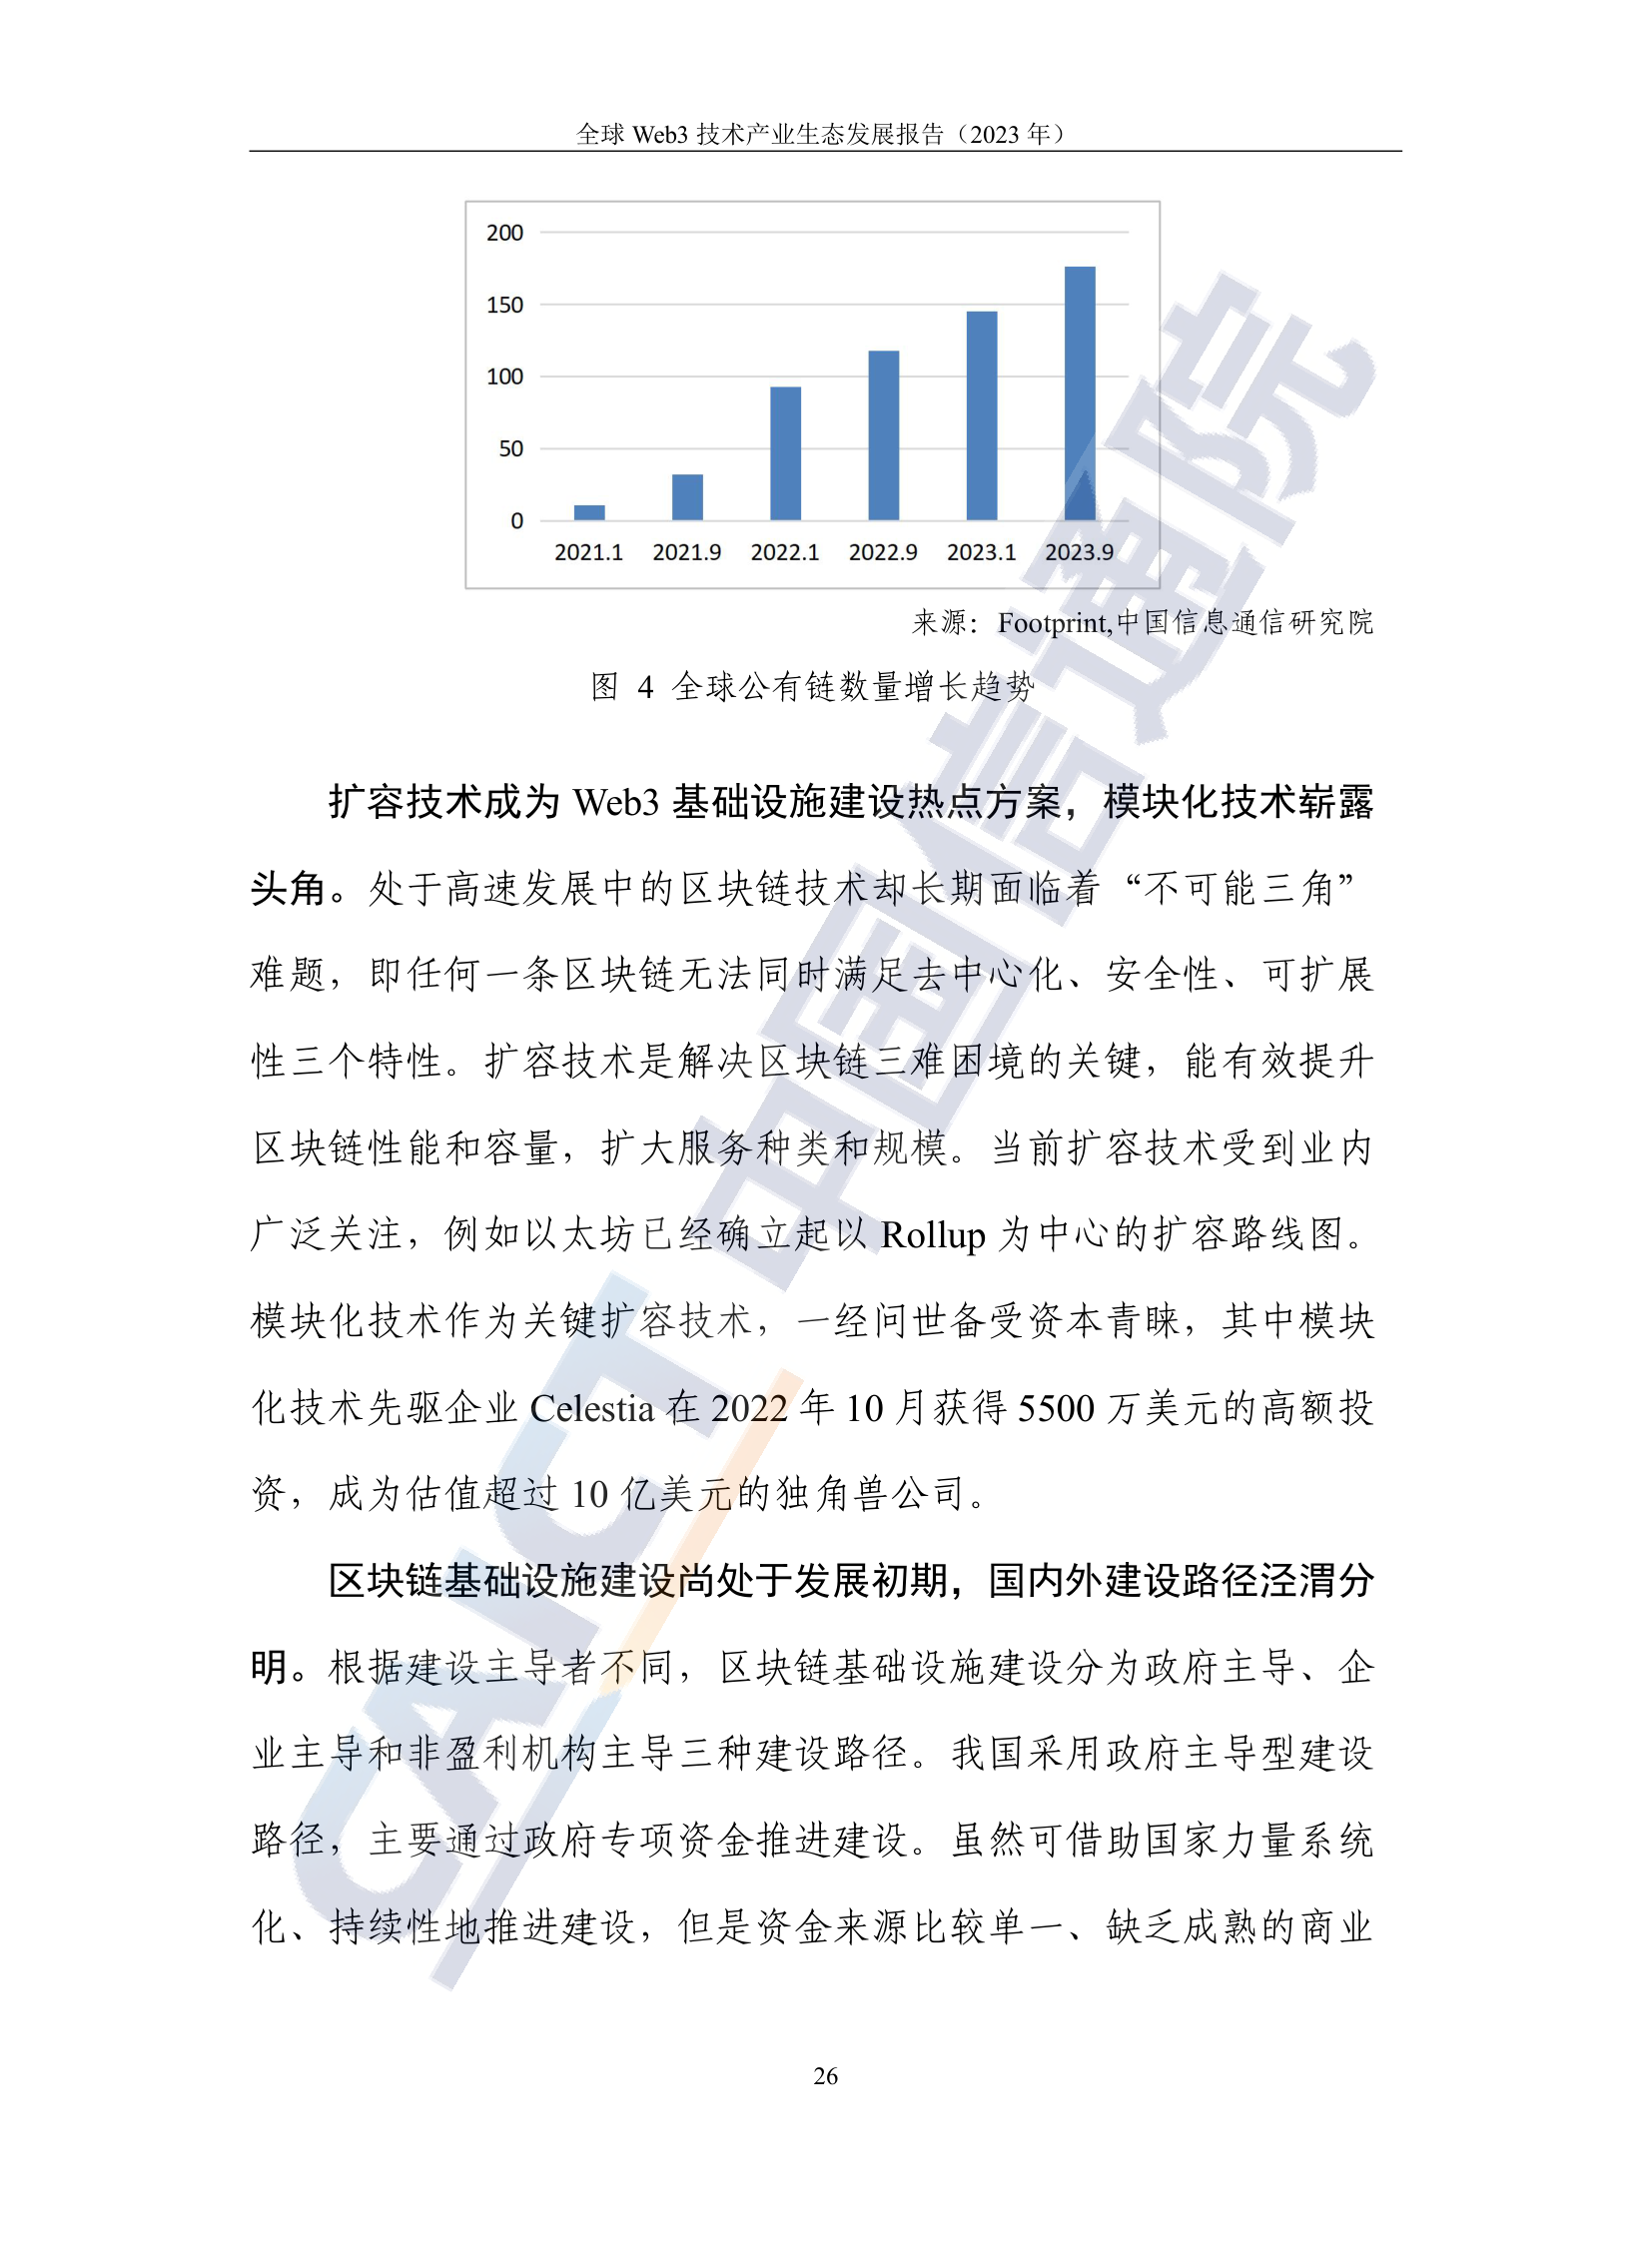 全球 Web3 技术产业生态发展报告（2023 年）
200
150
100
50
0
2021.1 2021.9 2022.1 2022.9 2023.1 2023.9
来源：Footprint,中国信息通信研究院
图 4 全球公有链数量增长趋势
扩容技术成为 Web3 基础设施建设热点方案，模块化技术崭露
头角。处于高速发展中的区块链技术却长期面临着“不可能三角”
难题，即任何一条区块链无法同时满足去中心化、安全性、可扩展
性三个特性。扩容技术是解决区块链三难困境的关键，能有效提升
区块链性能和容量，扩大服务种类和规模。当前扩容技术受到业内
广泛关注，例如以太坊已经确立起以 Rollup 为中心的扩容路线图。
模块化技术作为关键扩容技术，一经问世备受资本青睐，其中模块
化技术先驱企业 Celestia 在 2022 年 10 月获得 5500 万美元的高额投
资，成为估值超过 10 亿美元的独角兽公司。
区块链基础设施建设尚处于发展初期，国内外建设路径泾渭分
明。根据建设主导者不同，区块链基础设施建设分为政府主导、企
业主导和非盈利机构主导三种建设路径。我国采用政府主导型建设
路径，主要通过政府专项资金推进建设。虽然可借助国家力量系统
化、持续性地推进建设，但是资金来源比较单一、缺乏成熟的商业
CAICT 中国信通院
26